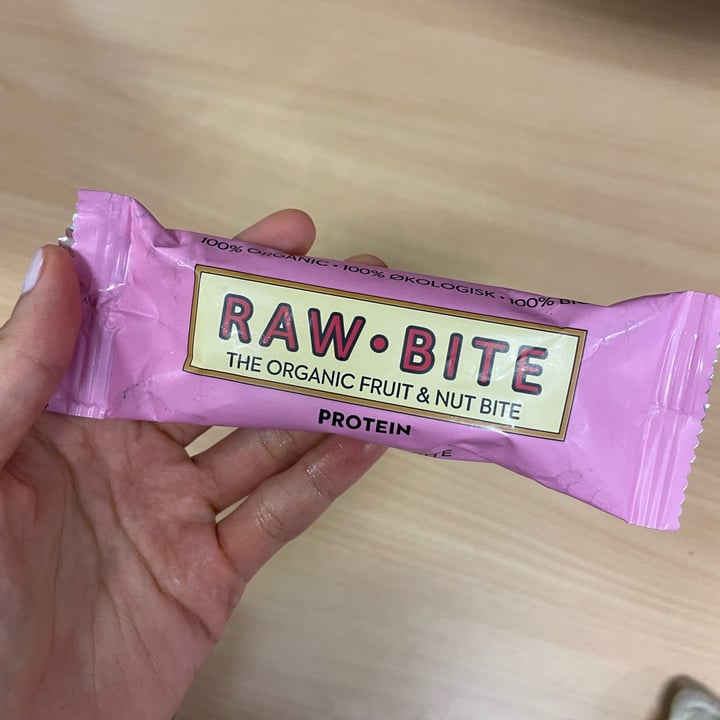 100% ORGANIC • 100% ØKOLOGISK • 100%
RAW•BITE
THE ORGANIC FRUIT & NUT BITE
PROTEIN